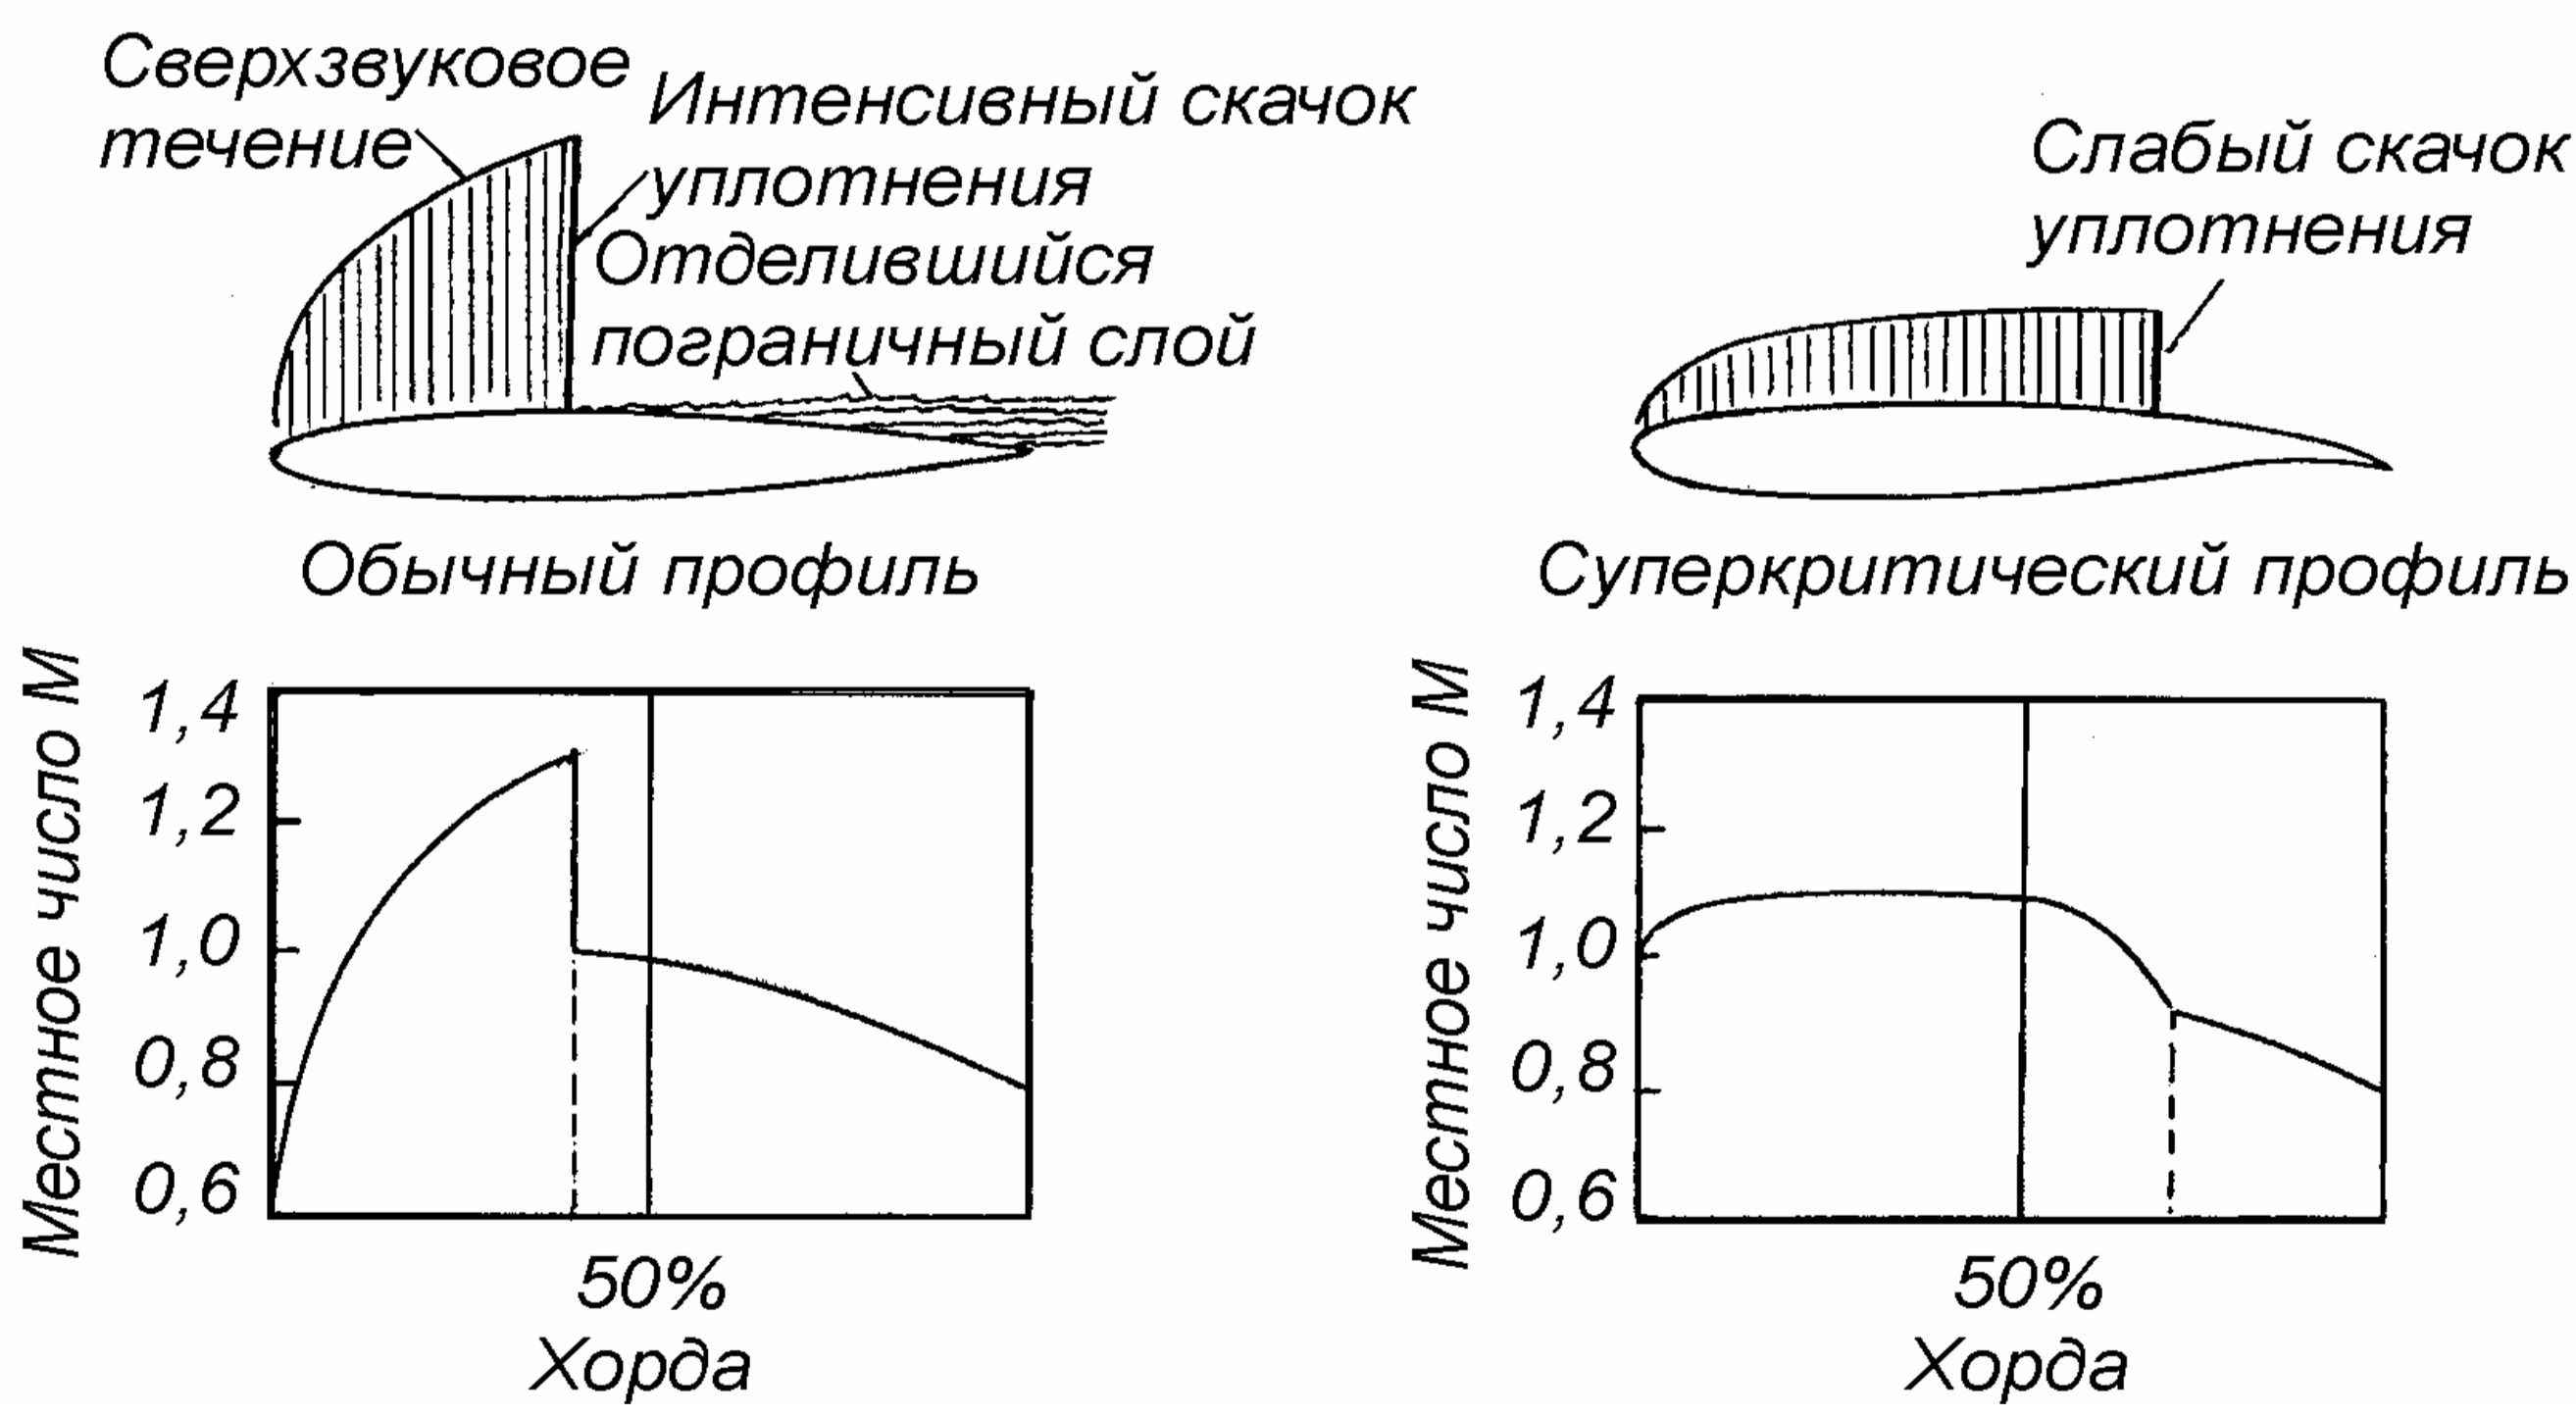 Сверхзвуковое
течение
Интенсивный скачок
уплотнения
Отделившийся
пограничный слой
Обычный профиль
Слабый скачок
уплотнения
Суперкритический профиль
Местное число М
1,4
1,2
1,0
0,8
0,6
50%
Хорда
Местное число М
1,4
1,2
1,0
0,8
0,6
50%
Хорда